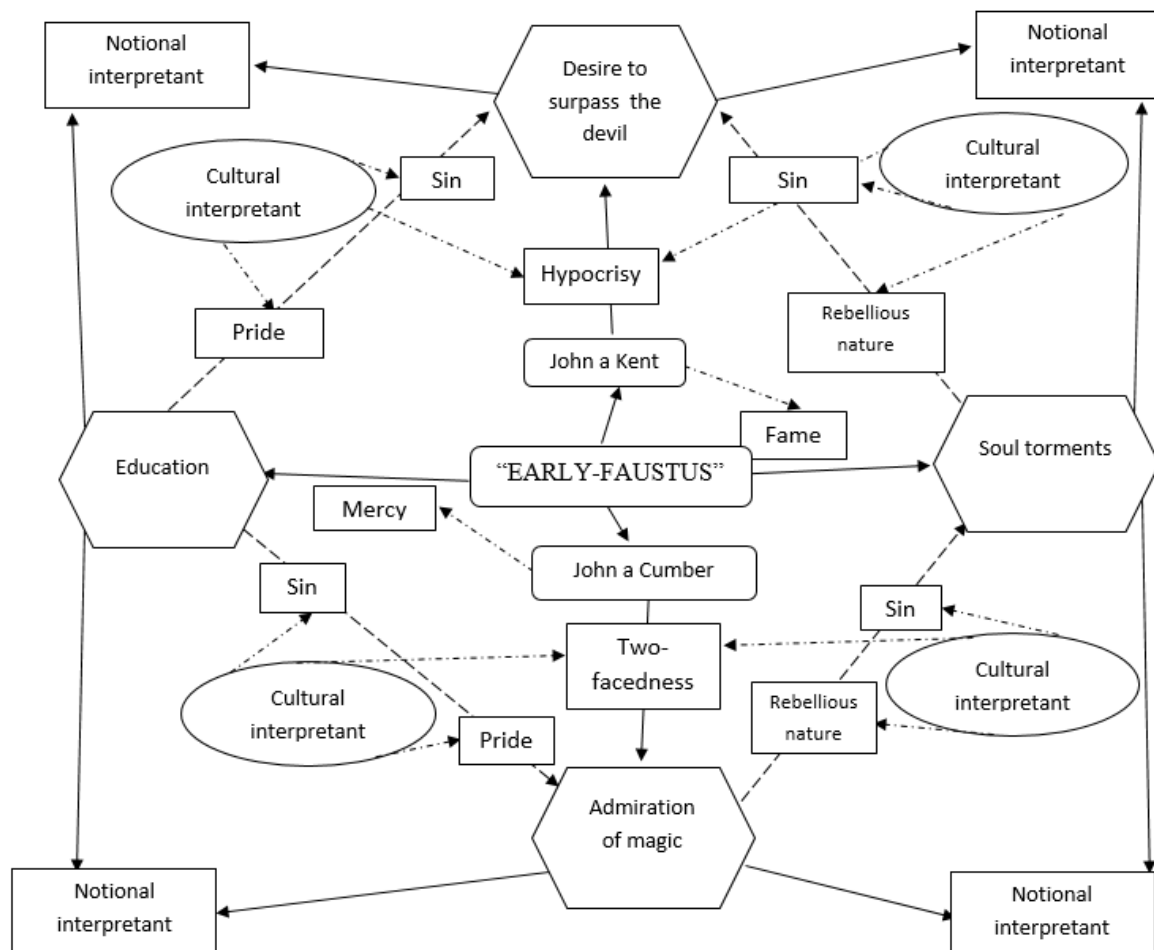 Notional
interpretant
Desire to
surpass the
devil
Notional
interpretant
Cultural
interpretant
Sin
Sin
Cultural
interpretant
Hypocrisy
Pride
Rebellious
nature
John a Kent
Fame
Education
“EARLY-FAUSTUS”
Soul torments
Mercy
John a Cumber
Sin
Sin
Two-
facedness
Cultural
interpretant
Cultural
interpretant
Rebellious
nature
Pride
Admiration
of magic
Notional
interpretant
Notional
interpretant